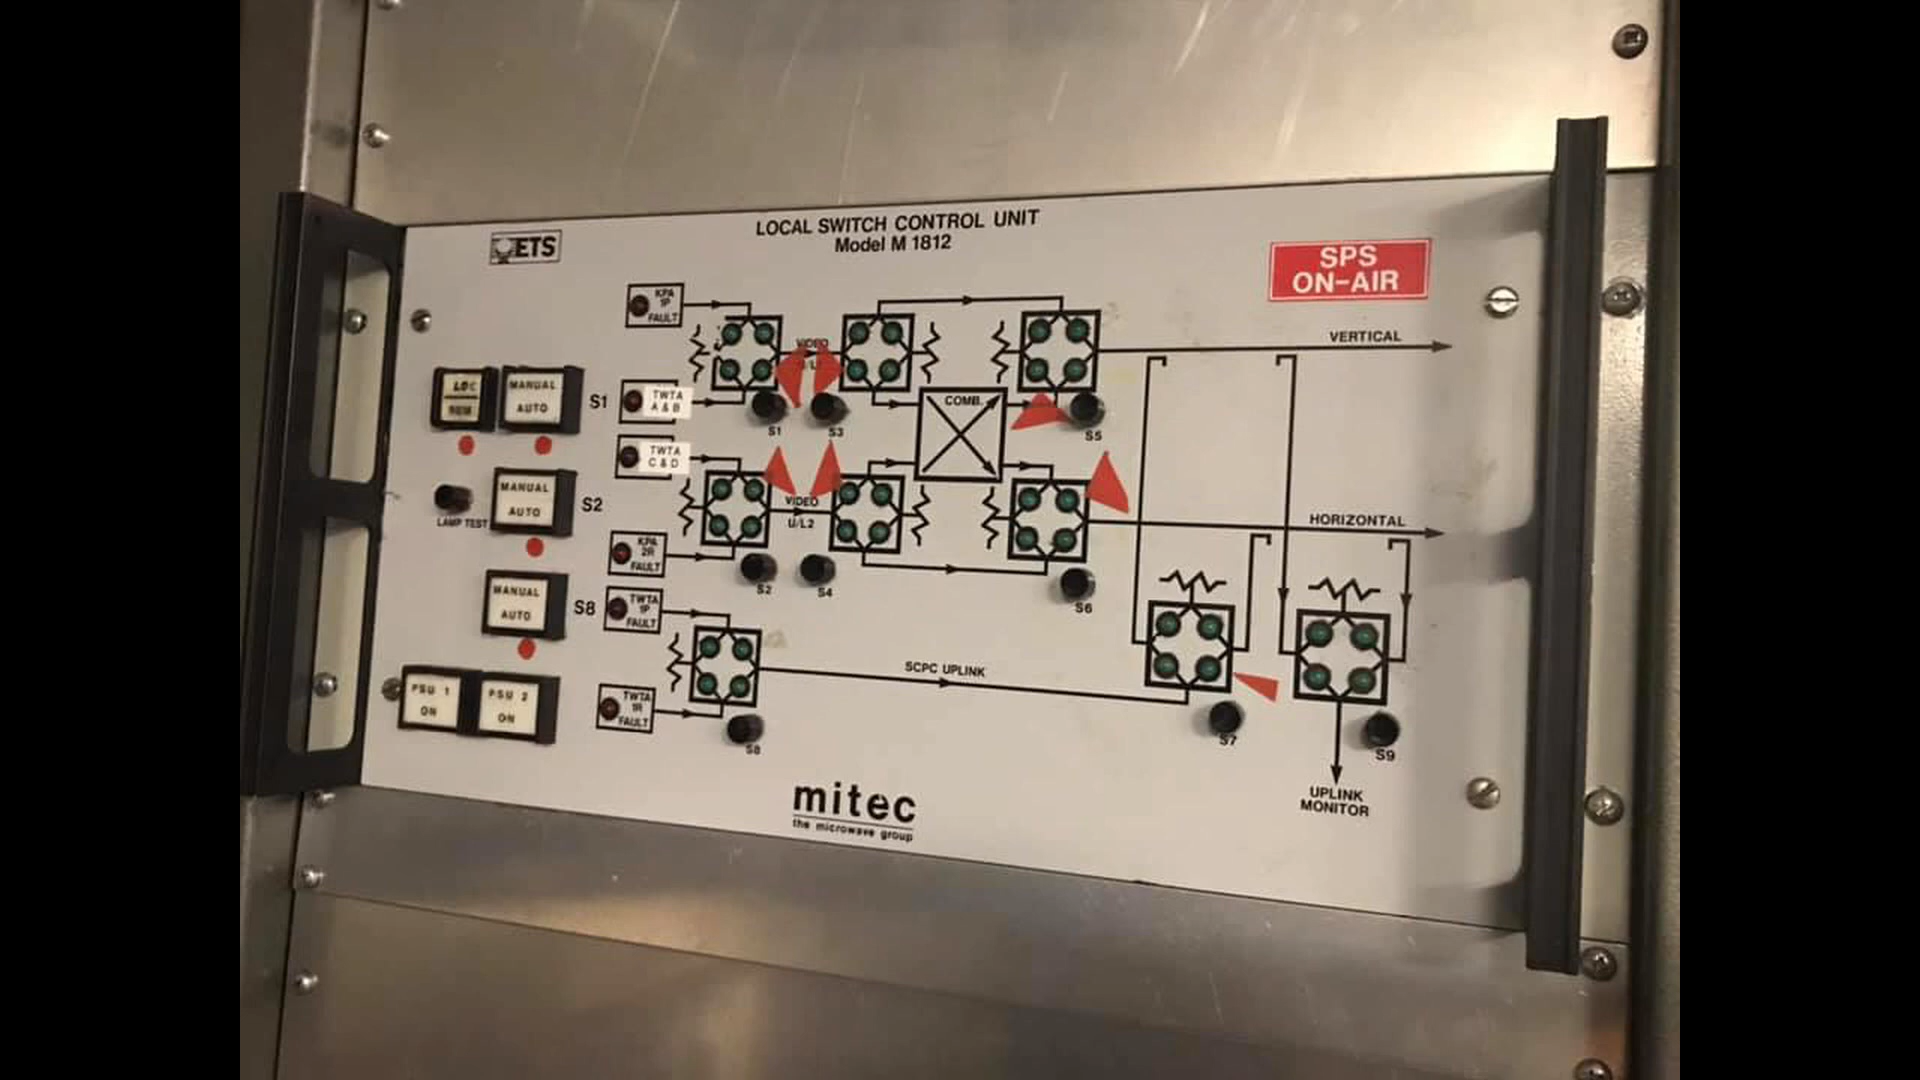 ETS
LOCAL SWITCH CONTROL UNIT
Model M 1812
SPS
ON-AIR
KPA
1P
FAULT
VIDEO
VERTICAL
LOC
REM
MANUAL
AUTO
S1
TWTA
A & B
COMB.
S1
S3
S5
TWTA
C & D
LAMP TEST
MANUAL
AUTO
S2
VIDEO
U/L2
HORIZONTAL
KPA
2R
FAULT
S2
S4
S6
MANUAL
AUTO
S8
TWTA
1P
FAULT
SCPC UPLINK
PSU 1
ON
PSU 2
ON
TWTA
1R
FAULT
S8
S7
S9
UPLINK
MONITOR
mitec
the microwave group